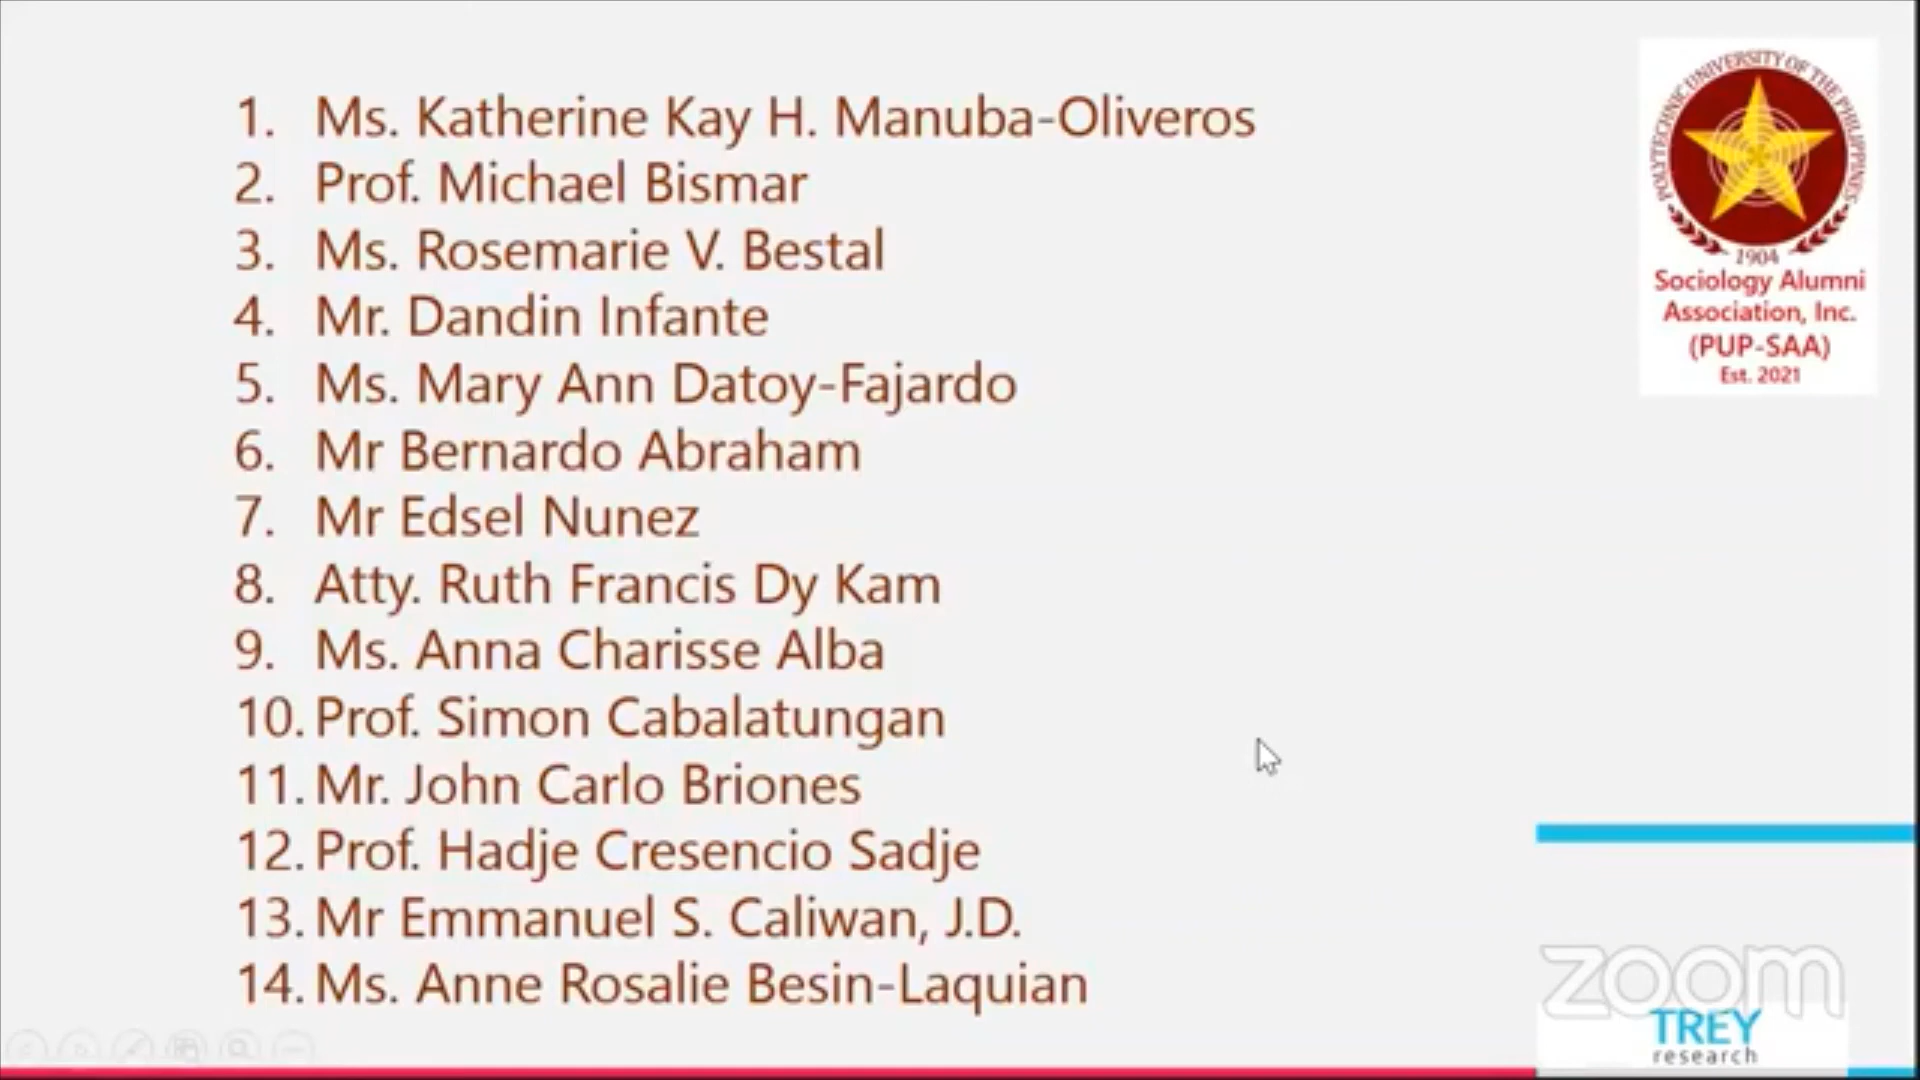 1. Ms. Katherine Kay H. Manuba-Oliveros
2. Prof. Michael Bismar
3. Ms. Rosemarie V. Bestal
4. Mr. Dandin Infante
5. Ms. Mary Ann Datoy-Fajardo
6. Mr Bernardo Abraham
7. Mr Edsel Nunez
8. Atty. Ruth Francis Dy Kam
9. Ms. Anna Charisse Alba
10. Prof. Simon Cabalatungan
11. Mr. John Carlo Briones
12. Prof. Hadje Cresencio Sadje
13. Mr Emmanuel S. Caliwan, J.D.
14. Ms. Anne Rosalie Besin-Laquian
POLYTECHNIC UNIVERSITY OF THE PHILIPPINES
1904
Sociology Alumni
Association, Inc.
(PUP-SAA)
Est. 2021
zoom
TREY
research